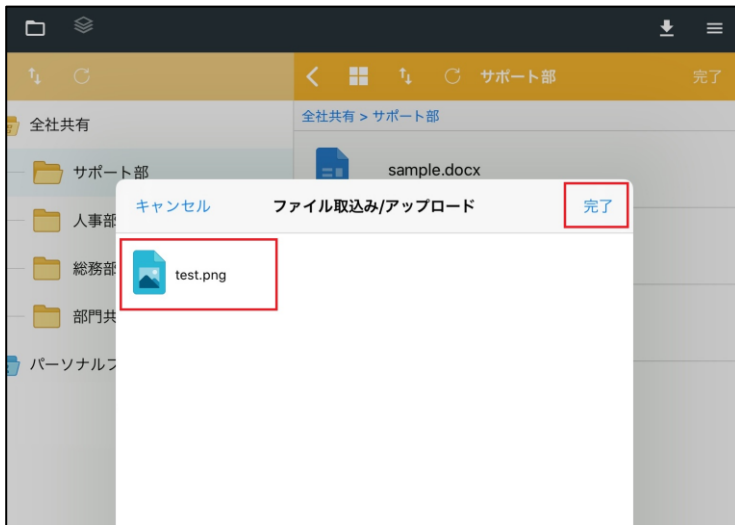 サポート部
完了
全社共有
全社共有 > サポート部
サポート部
sample.docx
キャンセル
ファイル取込み/アップロード
完了
人事部
test.png
総務部
部門共
パーソナルフ